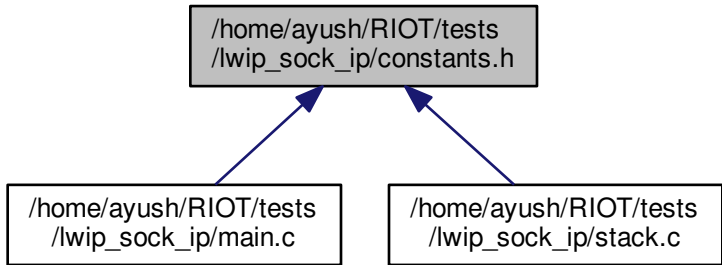 /home/ayush/RIOT/tests
/lwip_sock_ip/constants.h
/home/ayush/RIOT/tests
/lwip_sock_ip/main.c
/home/ayush/RIOT/tests
/lwip_sock_ip/stack.c